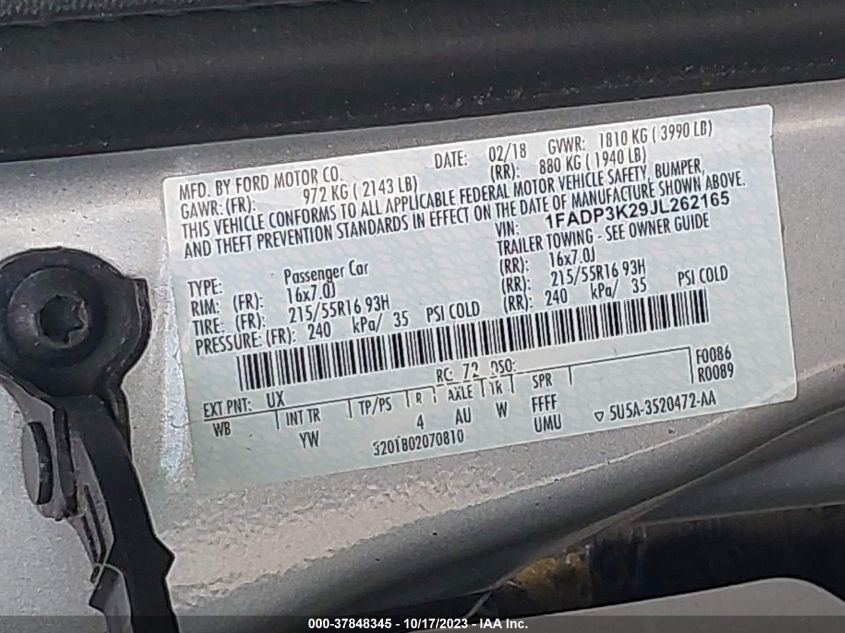 MFD. BY FORD MOTOR CO.
DATE: 02/18 GVWR: 1810 KG ( 3990 LB)
GAWR: (FR): 972 KG ( 2143 LB) (RR): 880 KG ( 1940 LB)
THIS VEHICLE CONFORMS TO ALL APPLICABLE FEDERAL MOTOR VEHICLE SAFETY, BUMPER,
AND THEFT PREVENTION STANDARDS IN EFFECT ON THE DATE OF MANUFACTURE SHOWN ABOVE.
VIN: 1FADP3K29JL262165
TYPE: Passenger Car TRAILER TOWING - SEE OWNER GUIDE
RIM: (FR): 16x7.0J (RR): 16x7.0J
TIRE: (FR): 215/55R16 93H (RR): 215/55R16 93H
PRESSURE: (FR): 240 kPa/ 35 PSI COLD (RR): 240 kPa/ 35 PSI COLD
EXT PNT: UX RC: 72 DSO: F0086
WB INT TR TP/PS R AXLE TR SPR R0089
YW 4 AU W FFFF
UMU
3201802070810 5U5A-3520472-AA
000-37848345 - 10/17/2023 - IAA Inc.